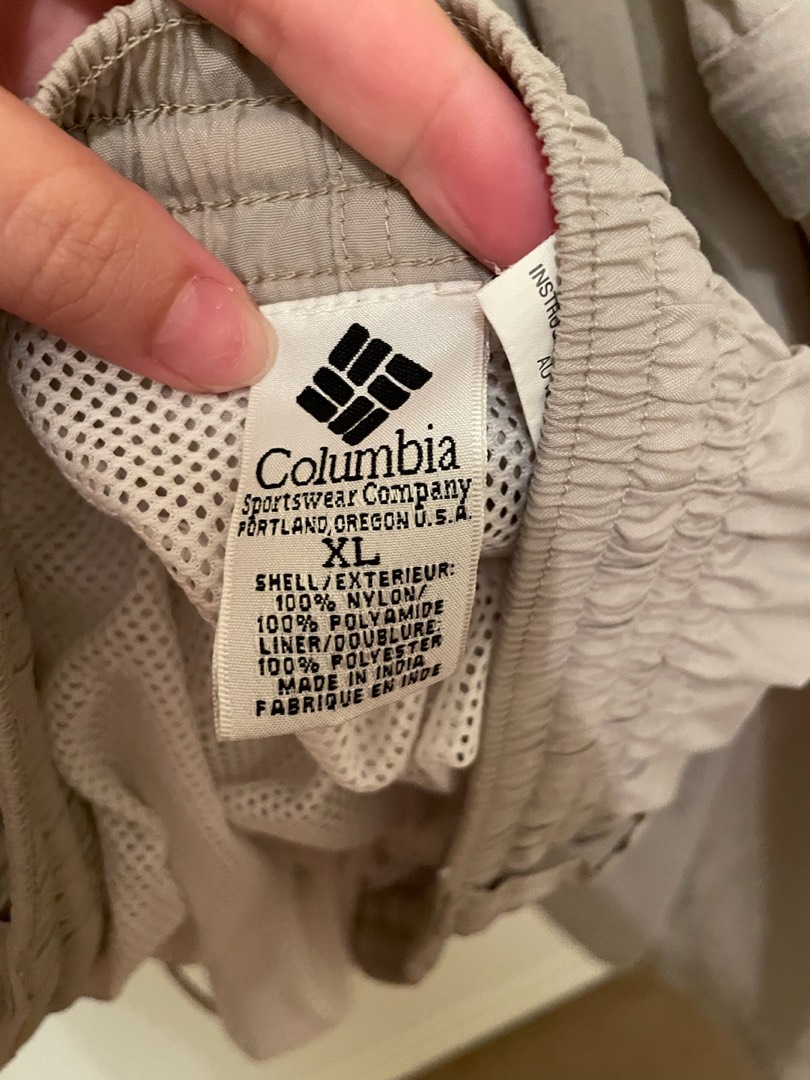 Columbia
Sportswear Company
PORTLAND, OREGON U.S.A.
XL
SHELL/EXTERIEUR:
100% NYLON/
100% POLYAMIDE
LINER/DOUBLURE:
100% POLYESTER
MADE IN INDIA
FABRIQUE EN INDE